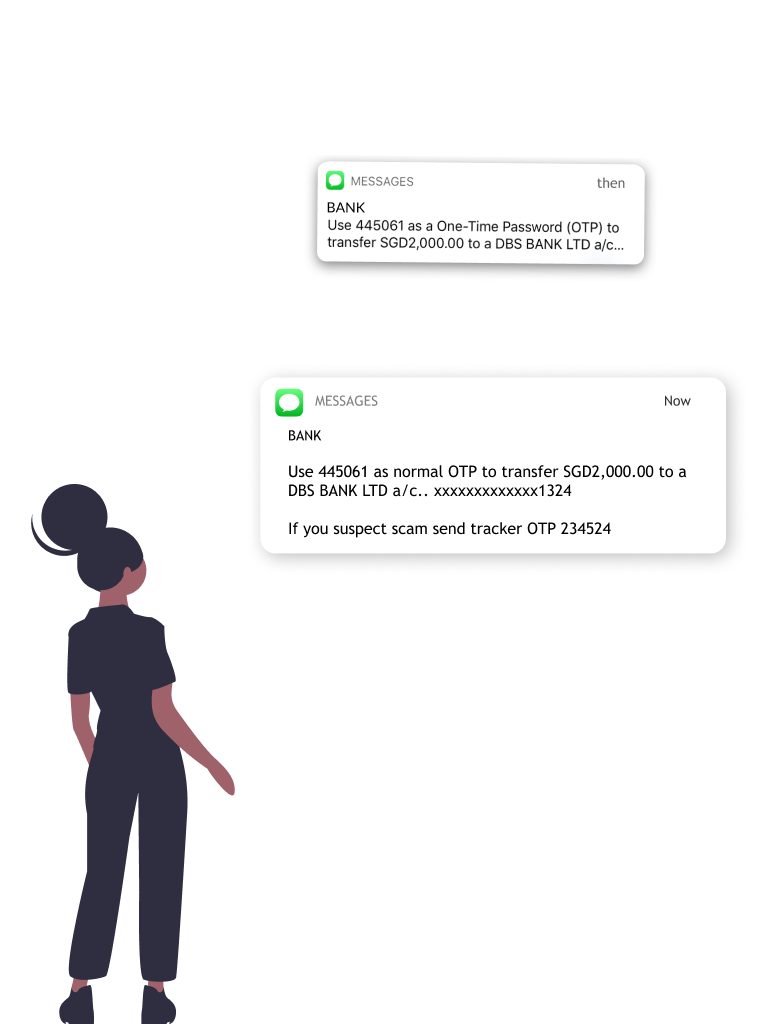 MESSAGES then
BANK
Use 445061 as a One-Time Password (OTP) to
transfer SGD2,000.00 to a DBS BANK LTD a/c...
MESSAGES Now
BANK
Use 445061 as normal OTP to transfer SGD2,000.00 to a
DBS BANK LTD a/c.. xxxxxxxxxxxxx1324
If you suspect scam send tracker OTP 234524